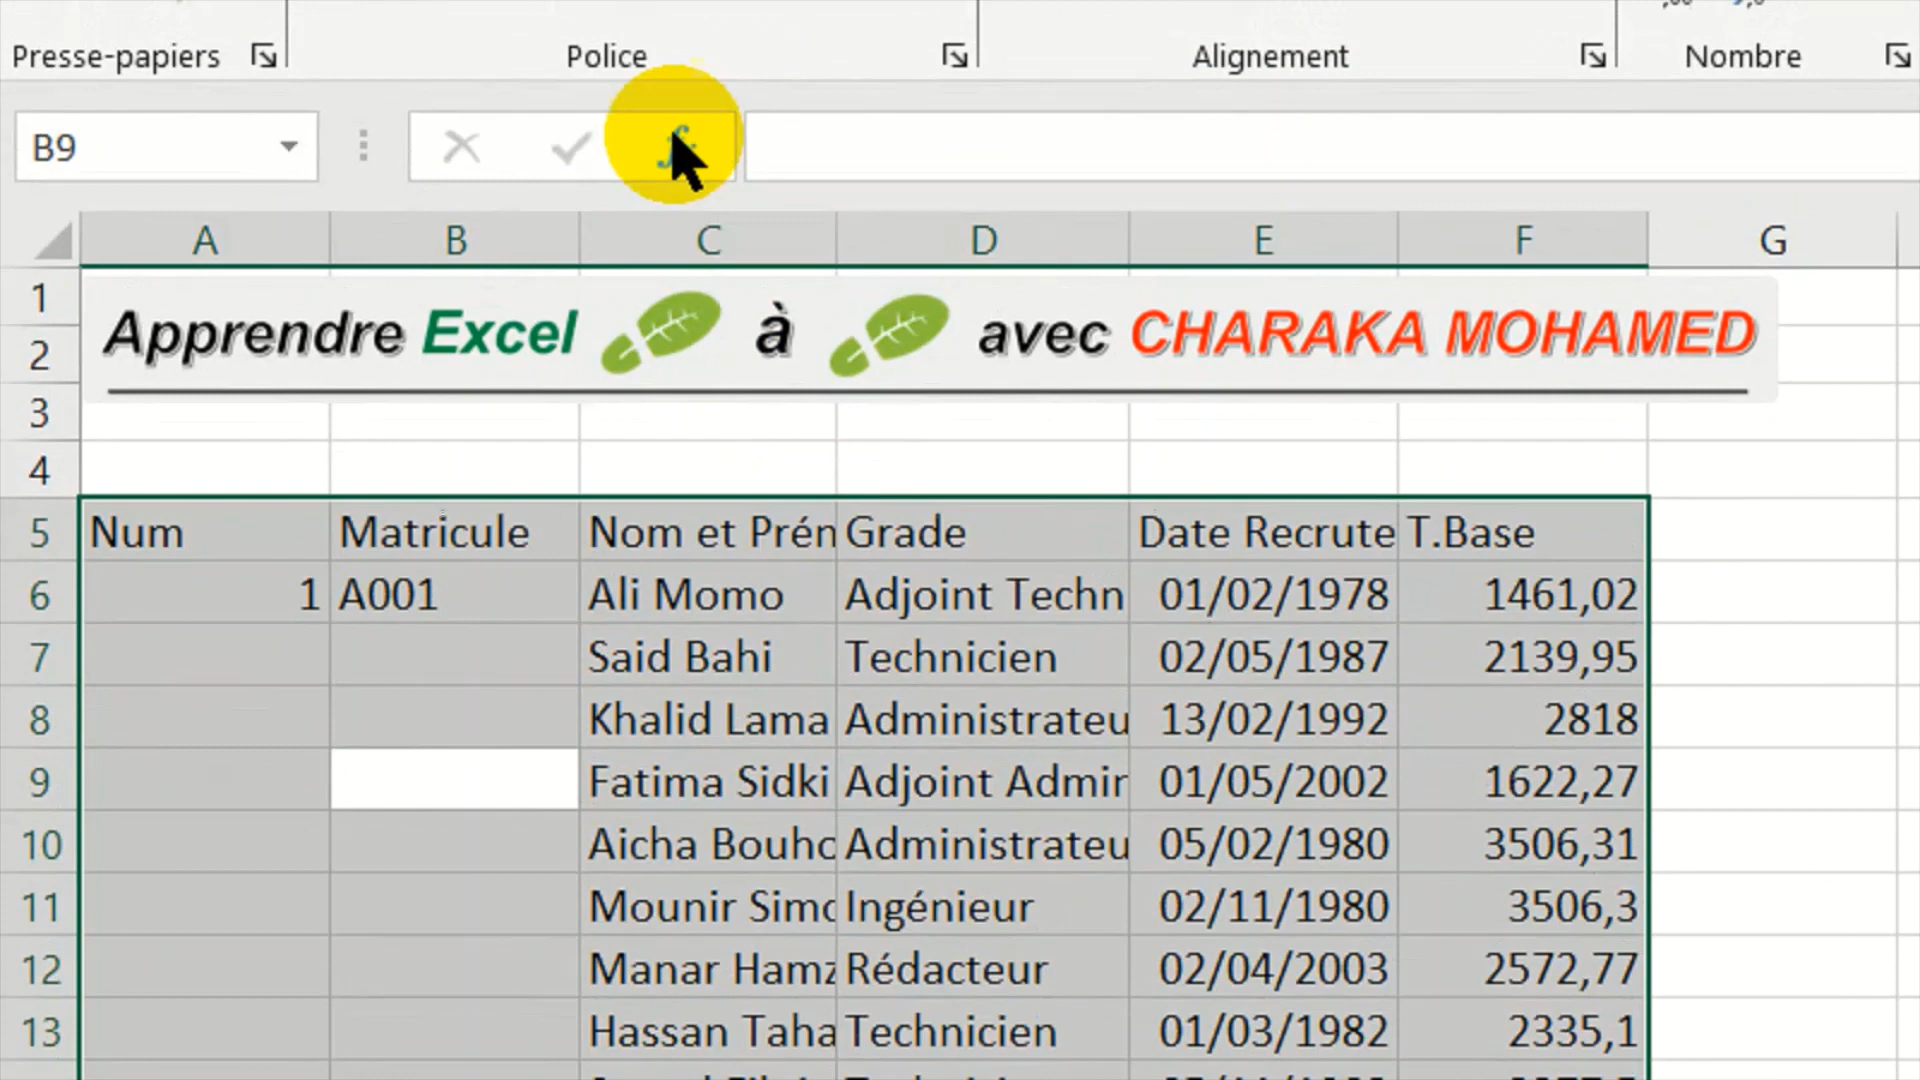 Presse-papiers Police Alignement Nombre
B9
A B C D E F G
1
Apprendre Excel à avec CHARAKA MOHAMED
2
3
4
5 Num Matricule Nom et Prén Grade Date Recrute T.Base
6 1 A001 Ali Momo Adjoint Techn 01/02/1978 1461,02
7 Said Bahi Technicien 02/05/1987 2139,95
8 Khalid Lama Administrateu 13/02/1992 2818
9 Fatima Sidki Adjoint Admir 01/05/2002 1622,27
10 Aicha Bouho Administrateu 05/02/1980 3506,31
11 Mounir Simo Ingénieur 02/11/1980 3506,3
12 Manar Hamz Rédacteur 02/04/2003 2572,77
13 Hassan Taha Technicien 01/03/1982 2335,1